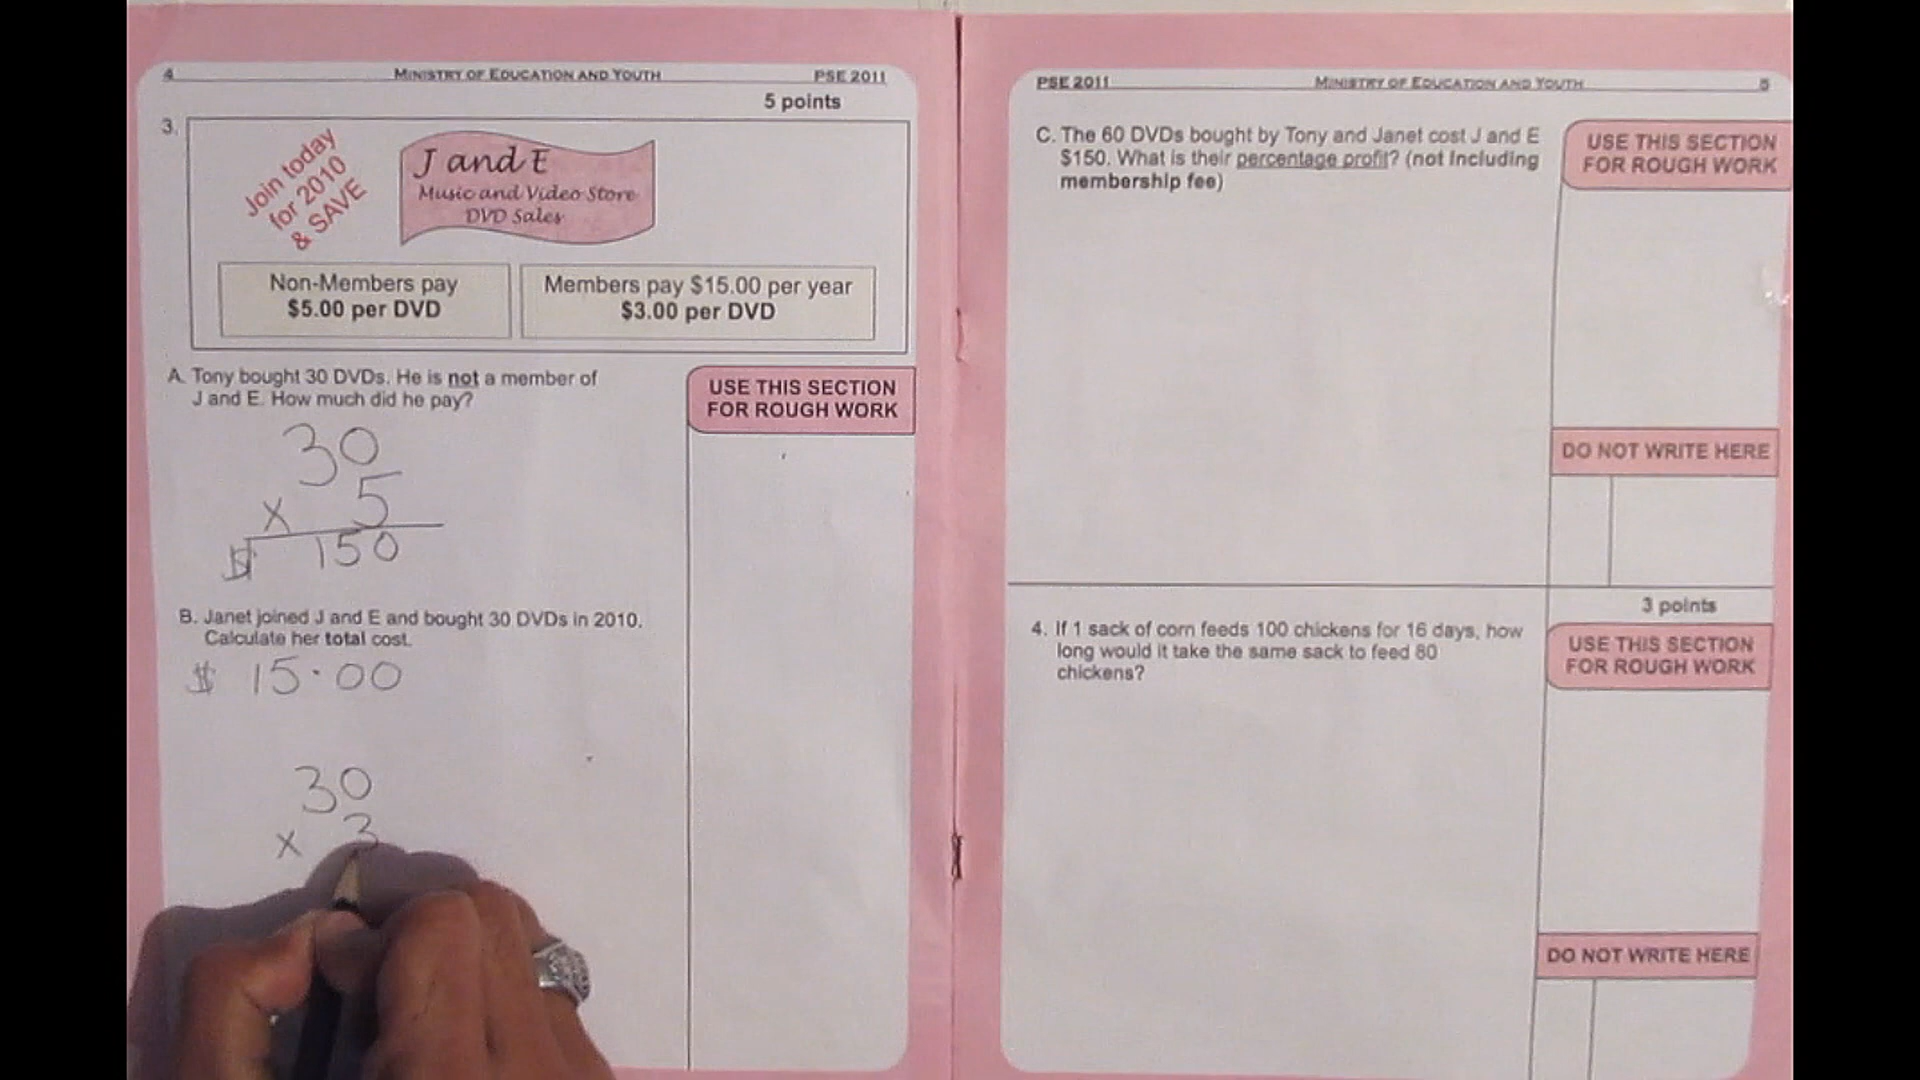 4 MINISTRY OF EDUCATION AND YOUTH PSE 2011
5 points
3.
Join today
for 2010
& SAVE
J and E
Music and Video Store
DVD Sales
Non-Members pay
$5.00 per DVD
Members pay $15.00 per year
$3.00 per DVD
A. Tony bought 30 DVDs. He is not a member of
J and E. How much did he pay?
USE THIS SECTION
FOR ROUGH WORK
30
x 5
$ 150
B. Janet joined J and E and bought 30 DVDs in 2010.
Calculate her total cost.
$ 15.00
30
x 3
PSE 2011 MINISTRY OF EDUCATION AND YOUTH 5
C. The 60 DVDs bought by Tony and Janet cost J and E
$150. What is their percentage profit? (not including
membership fee)
USE THIS SECTION
FOR ROUGH WORK
DO NOT WRITE HERE
3 points
4. If 1 sack of corn feeds 100 chickens for 16 days, how
long would it take the same sack to feed 80
chickens?
USE THIS SECTION
FOR ROUGH WORK
DO NOT WRITE HERE